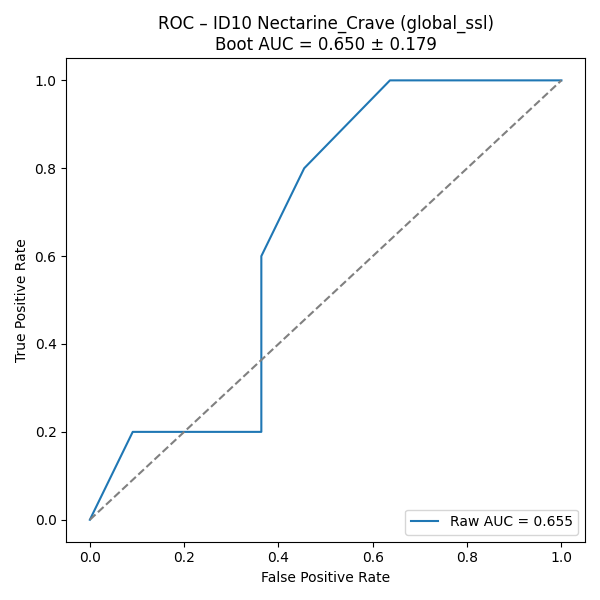 ROC – ID10 Nectarine_Crave (global_ssl)
Boot AUC = 0.650 ± 0.179
1.0
0.8
0.6
0.4
0.2
0.0
True Positive Rate
0.0 0.2 0.4 0.6 0.8 1.0
False Positive Rate
Raw AUC = 0.655